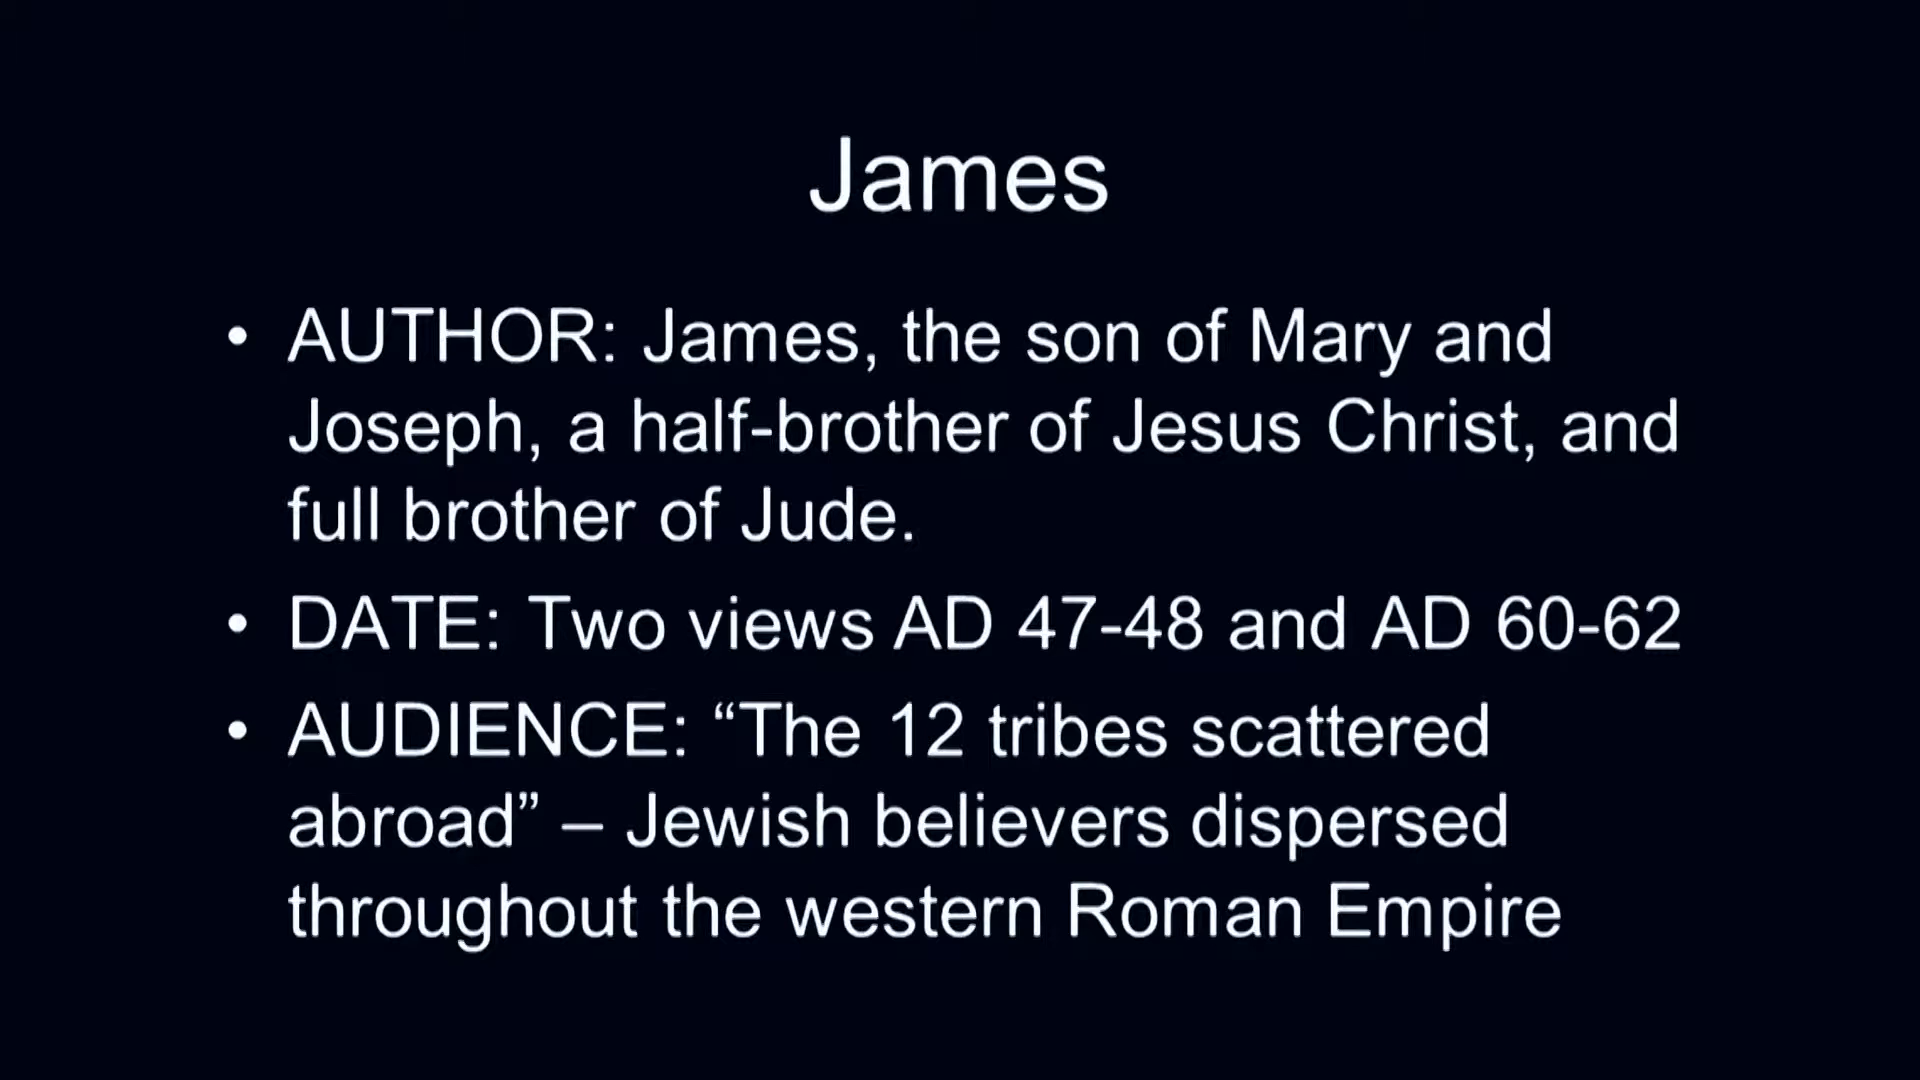 James
• AUTHOR: James, the son of Mary and
Joseph, a half-brother of Jesus Christ, and
full brother of Jude.
• DATE: Two views AD 47-48 and AD 60-62
• AUDIENCE: “The 12 tribes scattered
abroad” – Jewish believers dispersed
throughout the western Roman Empire